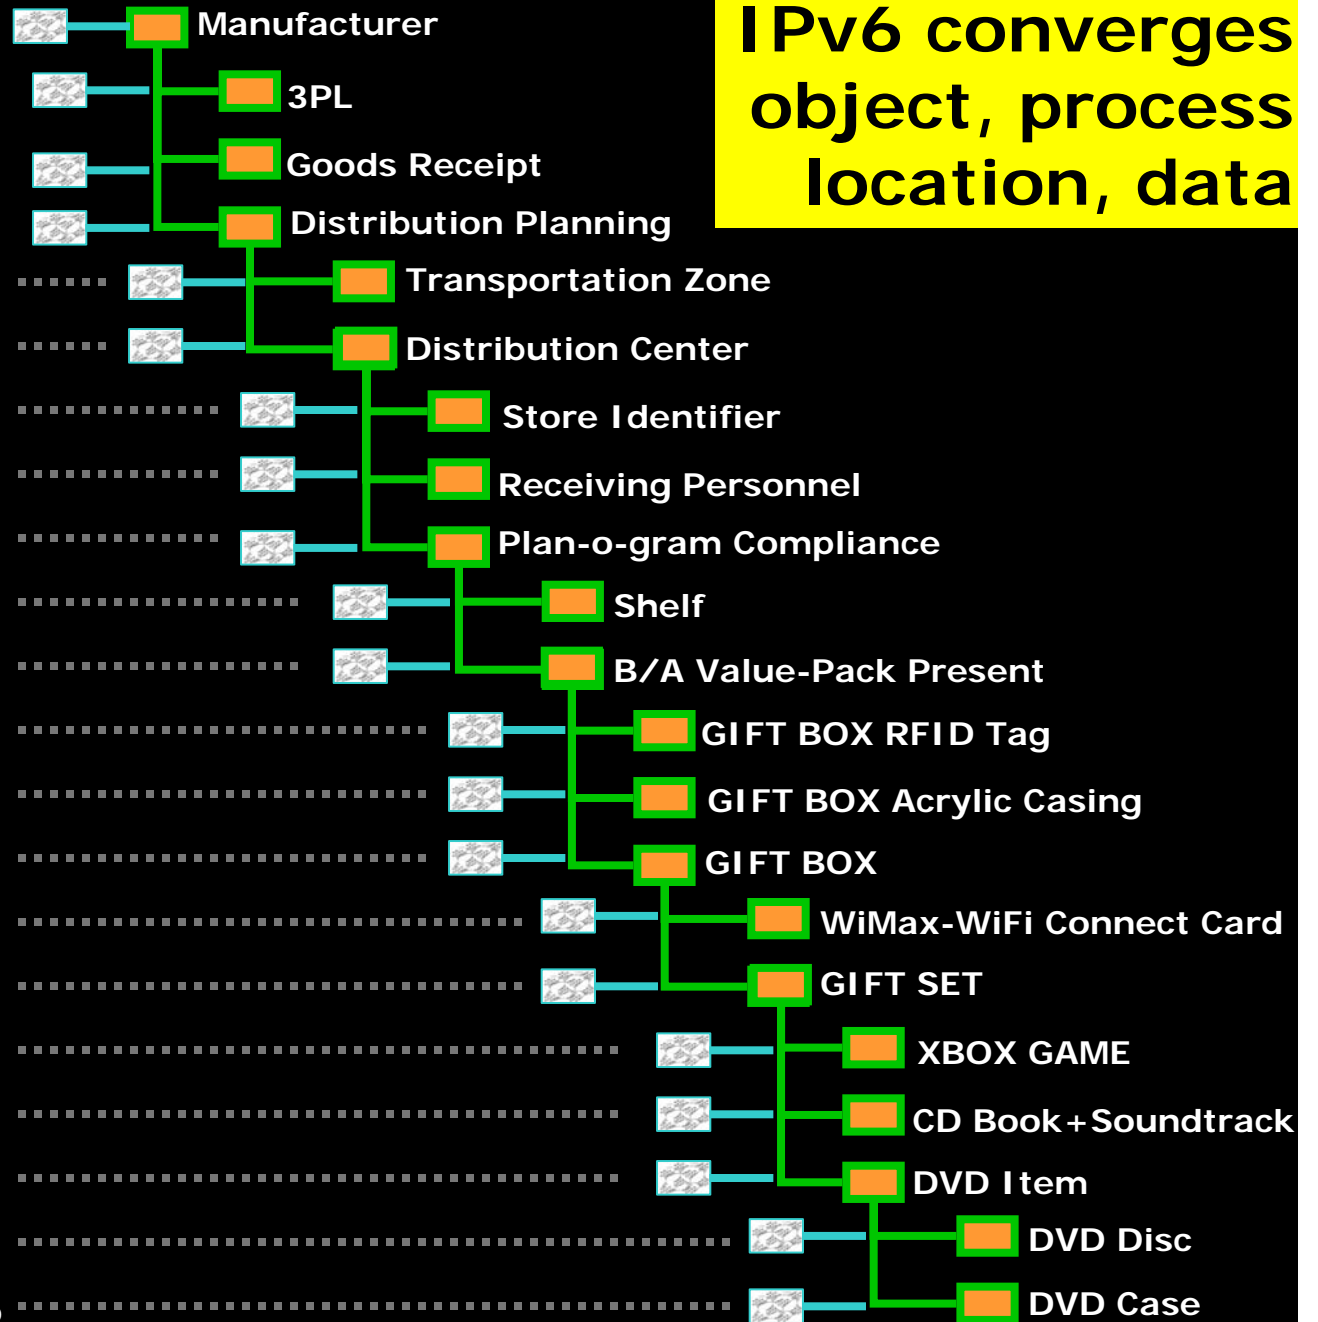 Manufacturer
IPv6 converges
object, process
location, data
3PL
Goods Receipt
Distribution Planning
Transportation Zone
Distribution Center
Store Identifier
Receiving Personnel
Plan-o-gram Compliance
Shelf
B/A Value-Pack Present
GIFT BOX RFID Tag
GIFT BOX Acrylic Casing
GIFT BOX
WiMax-WiFi Connect Card
GIFT SET
XBOX GAME
CD Book+Soundtrack
DVD Item
DVD Disc
DVD Case